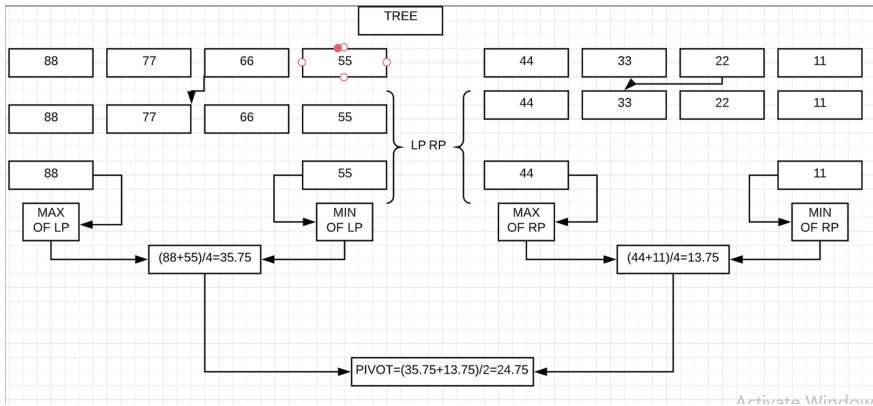 TREE
88 77 66 55 44 33 22 11
88 77 66 55 44 33 22 11
LP RP
88 55 44 11
MAX OF LP MIN OF LP MAX OF RP MIN OF RP
(88+55)/4=35.75 (44+11)/4=13.75
PIVOT=(35.75+13.75)/2=24.75
Activate Window